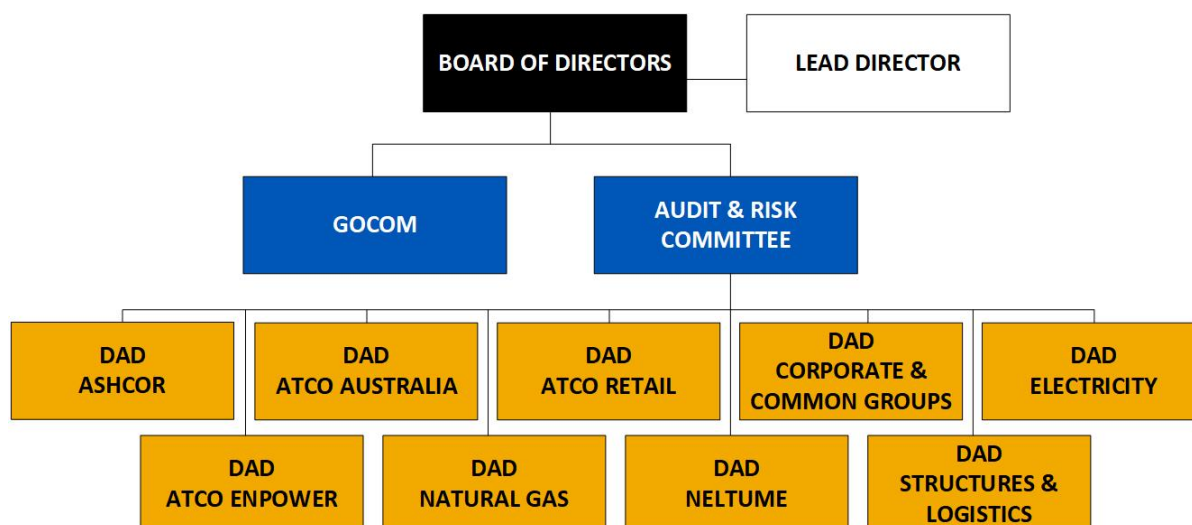 BOARD OF DIRECTORS
LEAD DIRECTOR
GOCOM
AUDIT & RISK
COMMITTEE
DAD
ASHCOR
DAD
ATCO AUSTRALIA
DAD
ATCO RETAIL
DAD
CORPORATE &
COMMON GROUPS
DAD
ELECTRICITY
DAD
ATCO ENPOWER
DAD
NATURAL GAS
DAD
NELTUME
DAD
STRUCTURES &
LOGISTICS